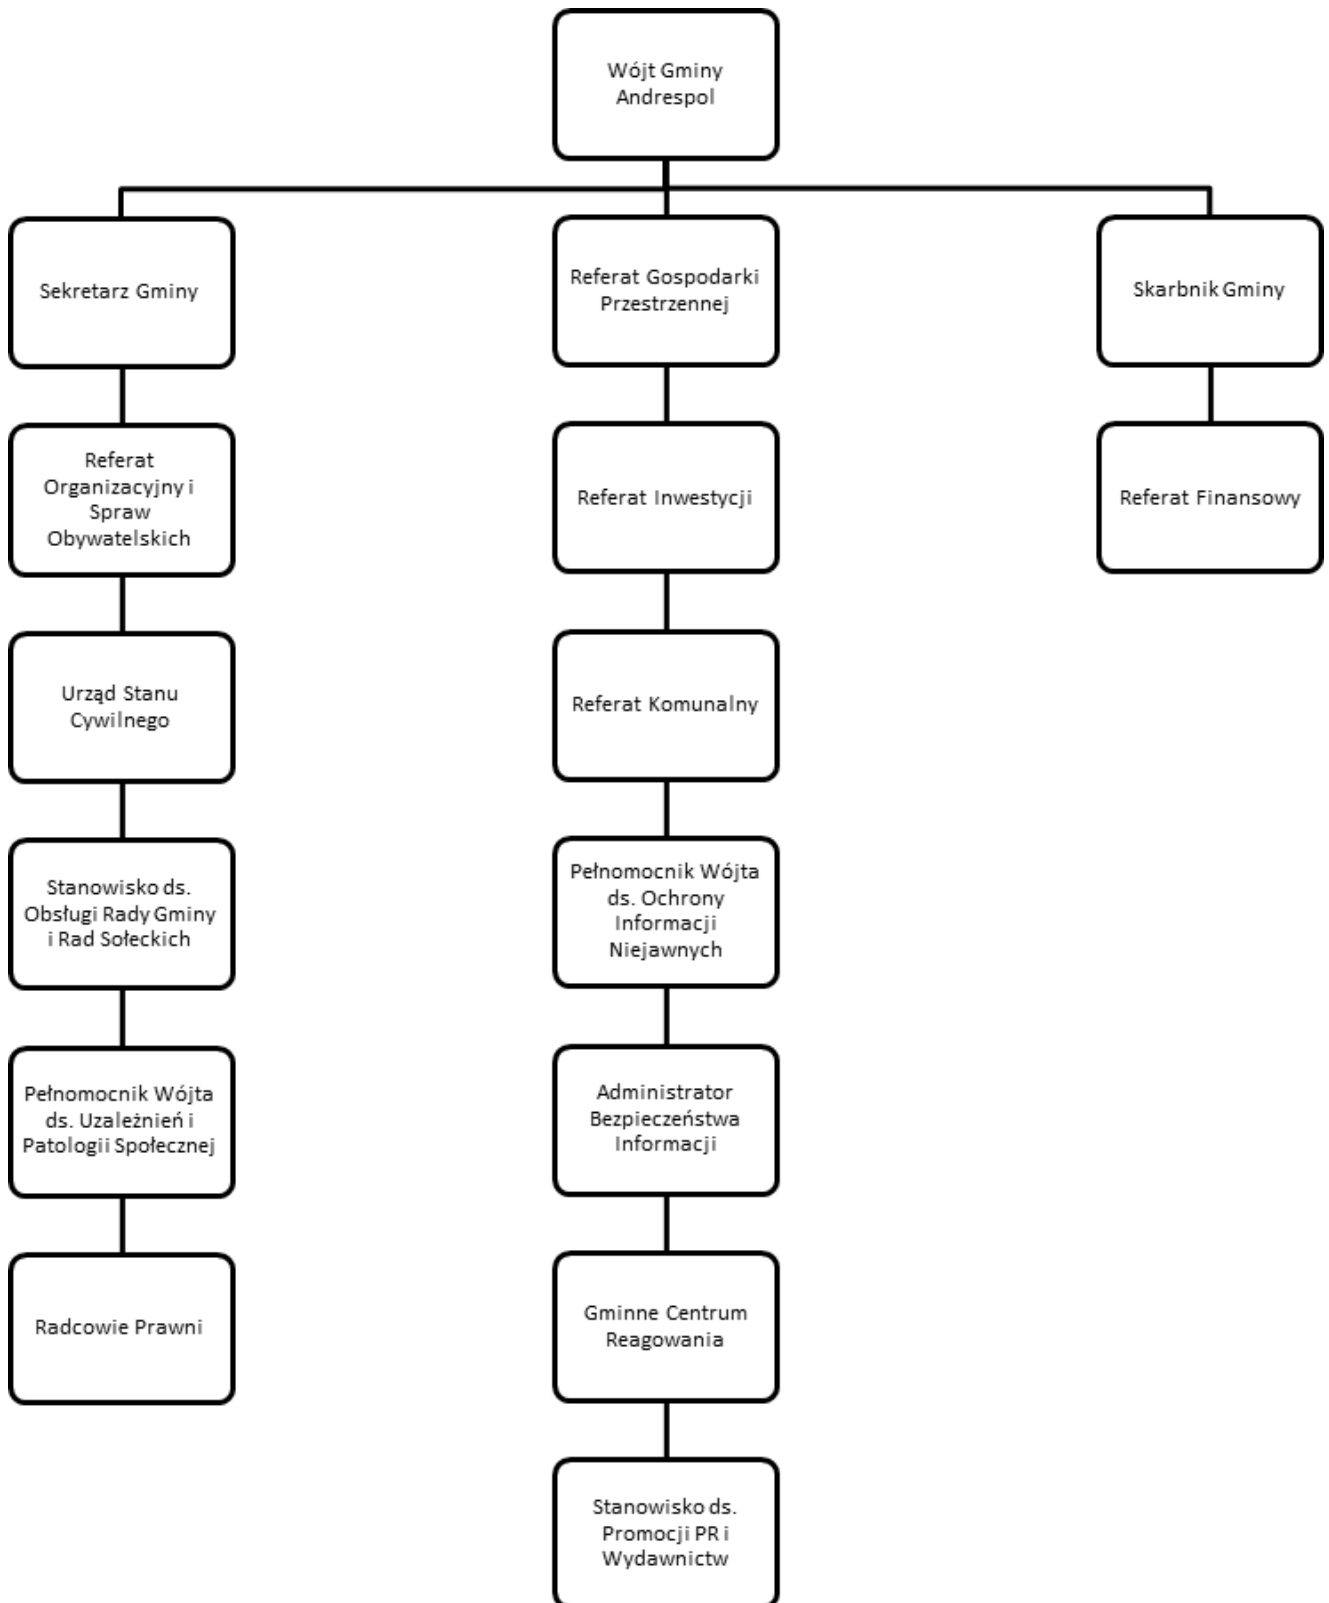 Wójt Gminy
Andrespol
Sekretarz Gminy
Referat Gospodarki
Przestrzennej
Skarbnik Gminy
Referat
Organizacyjny i
Spraw
Obywatelskich
Referat Inwestycji
Referat Finansowy
Urząd Stanu
Cywilnego
Referat Komunalny
Stanowisko ds.
Obsługi Rady Gminy
i Rad Sołeckich
Pełnomocnik Wójta
ds. Ochrony
Informacji
Niejawnych
Pełnomocnik Wójta
ds. Uzależnień i
Patologii Społecznej
Administrator
Bezpieczeństwa
Informacji
Radcowie Prawni
Gminne Centrum
Reagowania
Stanowisko ds.
Promocji PR i
Wydawnictw